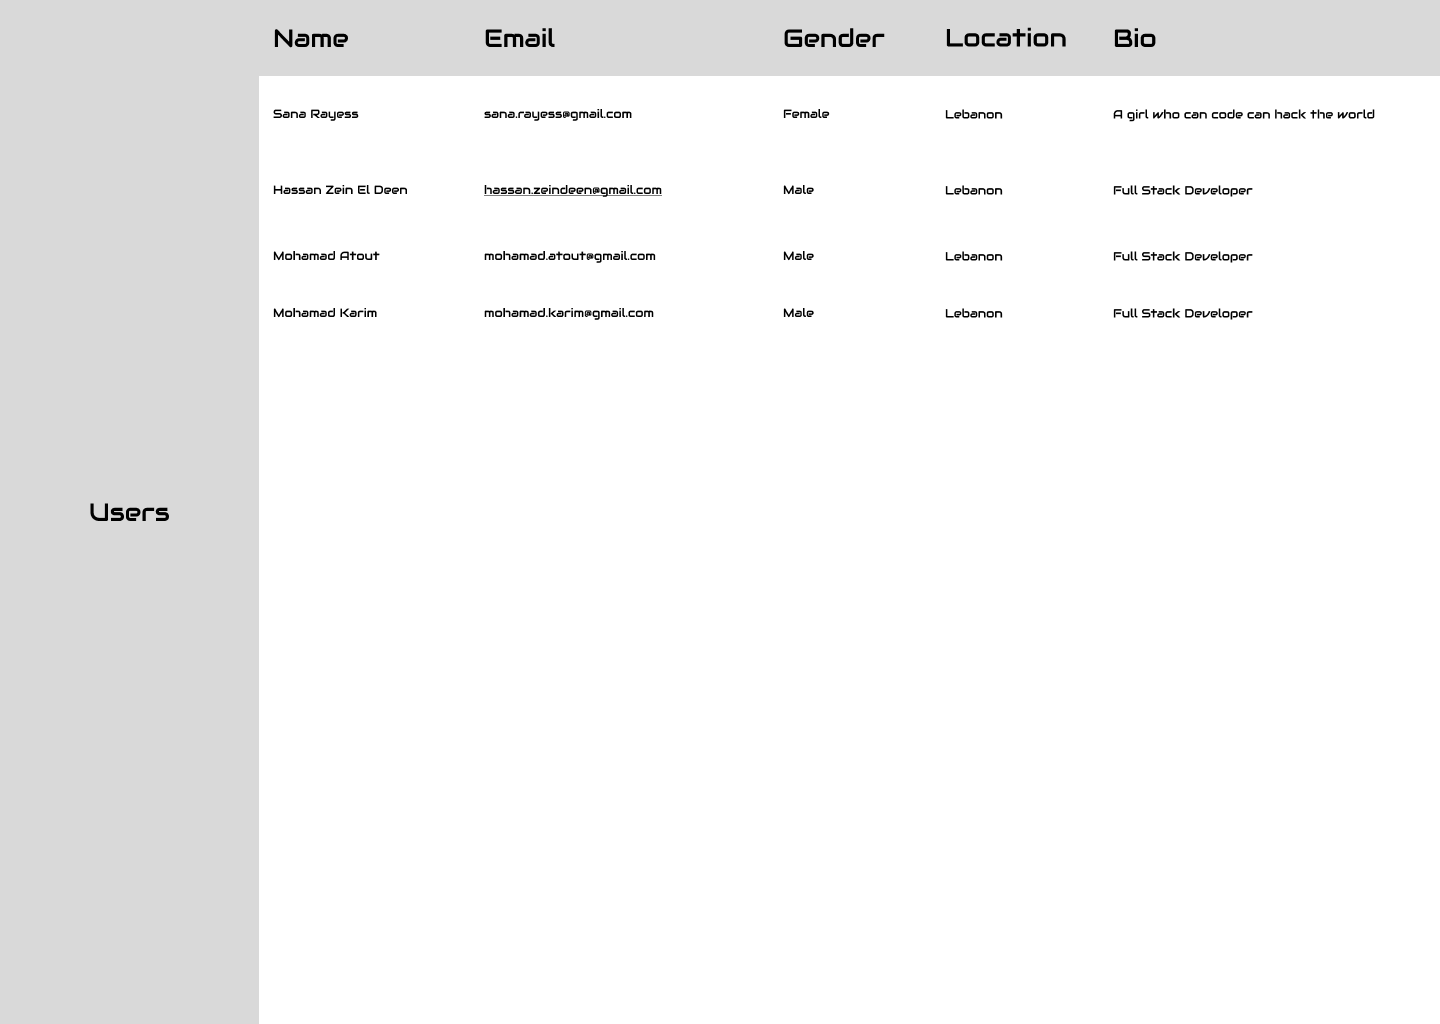 Name Email Gender Location Bio
Sana Rayess sana.rayess@gmail.com Female Lebanon A girl who can code can hack the world
Hassan Zein El Deen hassan.zeindeen@gmail.com Male Lebanon Full Stack Developer
Mohamad Atout mohamad.atout@gmail.com Male Lebanon Full Stack Developer
Mohamad Karim mohamad.karim@gmail.com Male Lebanon Full Stack Developer
Users